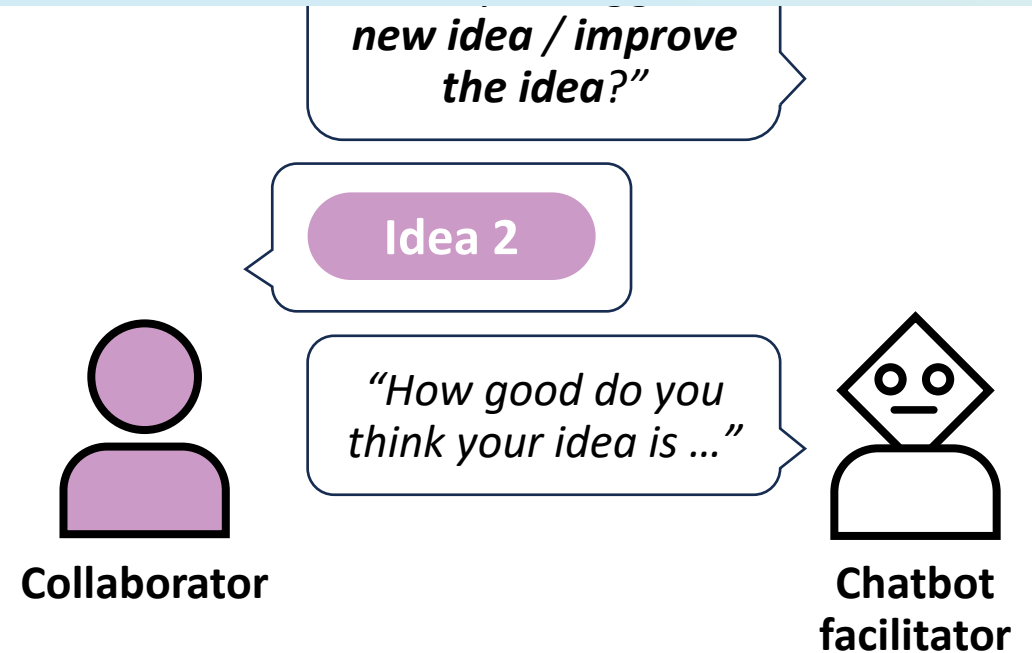 new idea / improve
the idea?”
Idea 2
“How good do you
think your idea is …”
Collaborator
Chatbot
facilitator